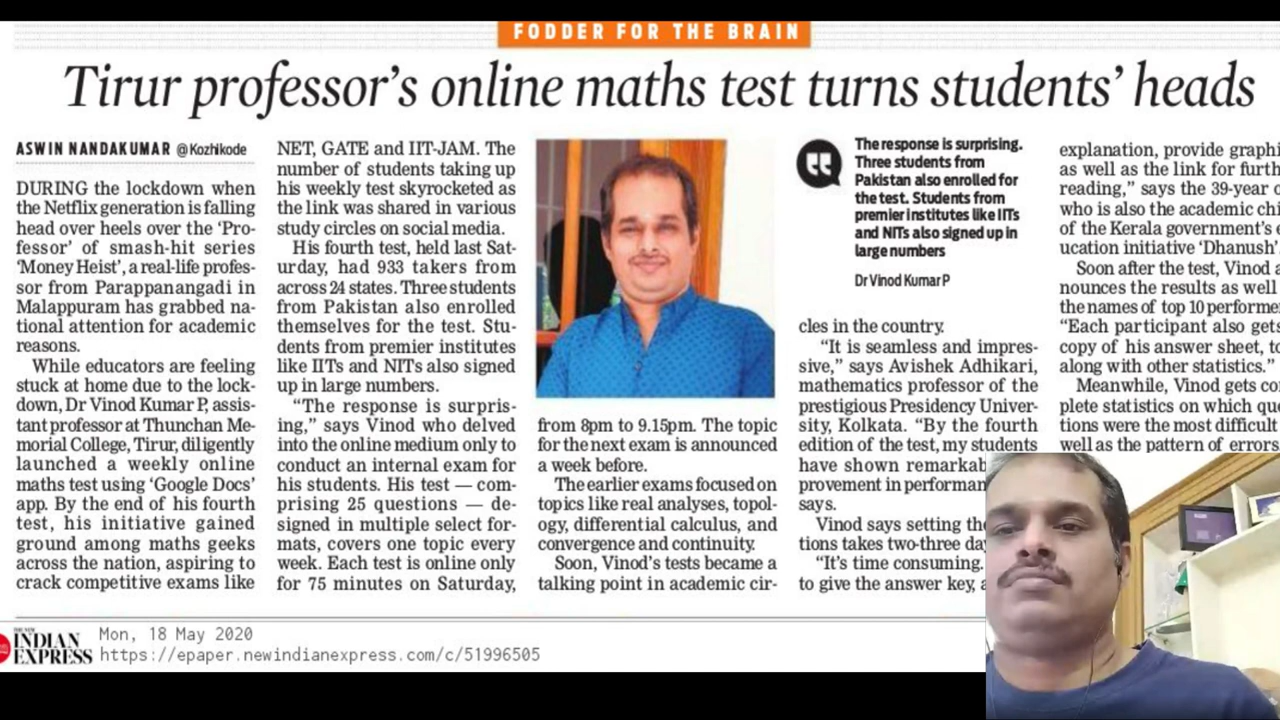 FODDER FOR THE BRAIN
Tirur professor's online maths test turns students' heads
ASWIN NANDAKUMAR @Kozhikode
DURING the lockdown when
the Netflix generation is falling
head over heels over the 'Pro-
fessor' of smash-hit series
'Money Heist', a real-life profes-
sor from Parappanangadi in
Malappuram has grabbed na-
tional attention for academic
reasons.
While educators are feeling
stuck at home due to the lock-
down, Dr Vinod Kumar P, assis-
tant professor at Thunchan Me-
morial College, Tirur, diligently
launched a weekly online
maths test using 'Google Docs'
app. By the end of his fourth
test, his initiative gained
ground among maths geeks
across the nation, aspiring to
crack competitive exams like
NET, GATE and IIT-JAM. The
number of students taking up
his weekly test skyrocketed as
the link was shared in various
study circles on social media.
His fourth test, held last Sat-
urday, had 933 takers from
across 24 states. Three students
from Pakistan also enrolled
themselves for the test. Stu-
dents from premier institutes
like IITs and NITs also signed
up in large numbers.
"The response is surpris-
ing," says Vinod who delved
into the online medium only to
conduct an internal exam for
his students. His test — com-
prising 25 questions — de-
signed in multiple select for-
mats, covers one topic every
week. Each test is online only
for 75 minutes on Saturday,
from 8pm to 9.15pm. The topic
for the next exam is announced
a week before.
The earlier exams focused on
topics like real analyses, topol-
ogy, differential calculus, and
convergence and continuity.
Soon, Vinod's tests became a
talking point in academic cir-
The response is surprising.
Three students from
Pakistan also enrolled for
the test. Students from
premier institutes like IITs
and NITs also signed up in
large numbers
Dr Vinod Kumar P
cles in the country.
"It is seamless and impres-
sive," says Avishek Adhikari,
mathematics professor of the
prestigious Presidency Univer-
sity, Kolkata. "By the fourth
edition of the test, my students
have shown remarkab
provement in performan
says.
Vinod says setting the
tions takes two-three da
"It's time consuming.
to give the answer key, a
explanation, provide graphi
as well as the link for furth
reading," says the 39-year o
who is also the academic chi
of the Kerala government's e
ucation initiative 'Dhanush'.
Soon after the test, Vinod a
nounces the results as well
the names of top 10 performe
"Each participant also gets
copy of his answer sheet, to
along with other statistics."
Meanwhile, Vinod gets co
plete statistics on which que
tions were the most difficult
well as the pattern of errors
THE NEW
INDIAN
EXPRESS
Mon, 18 May 2020
https://epaper.newindianexpress.com/c/51996505